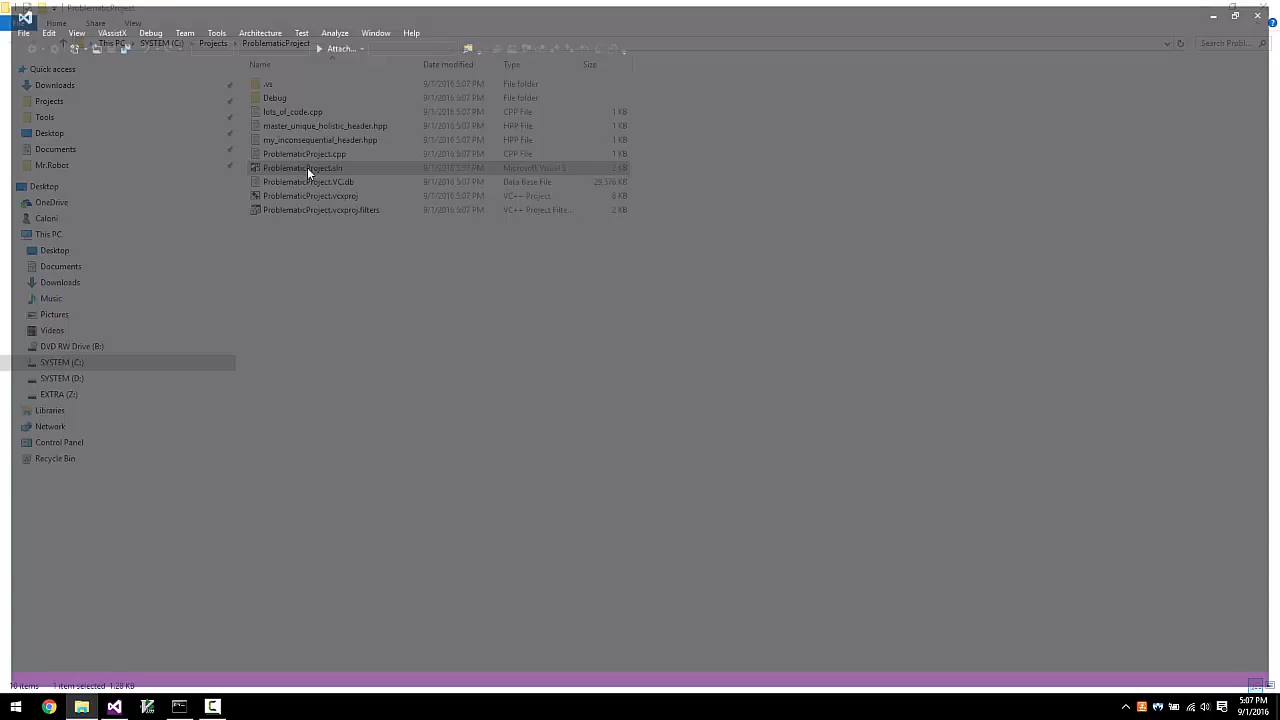 ProblematicProject
File Home Share View
File Edit View VAssistX Debug Team Tools Architecture Test Analyze Window Help
This PC SYSTEM (C:) Projects ProblematicProject Attach... Search Probl...
Name Date modified Type Size
Quick access
Downloads
Projects
Tools
Desktop
Documents
Mr.Robot
Desktop
OneDrive
Caloni
This PC
Desktop
Documents
Downloads
Music
Pictures
Videos
DVD RW Drive (B:)
SYSTEM (C:)
SYSTEM (D:)
EXTRA (Z:)
Libraries
Network
Control Panel
Recycle Bin
.vs 9/1/2016 5:07 PM File folder
Debug 9/1/2016 5:07 PM File folder
lots_of_code.cpp 9/1/2016 5:07 PM CPP File 1 KB
master_unique_holistic_header.hpp 9/1/2016 5:07 PM HPP File 1 KB
my_inconsequential_header.hpp 9/1/2016 5:07 PM HPP File 1 KB
ProblematicProject.cpp 9/1/2016 5:07 PM CPP File 1 KB
ProblematicProject.sln 9/1/2016 5:07 PM Microsoft Visual S... 2 KB
ProblematicProject.VC.db 9/1/2016 5:07 PM Data Base File 29,376 KB
ProblematicProject.vcxproj 9/1/2016 5:07 PM VC++ Project 8 KB
ProblematicProject.vcxproj.filters 9/1/2016 5:07 PM VC++ Project Filte... 2 KB
10 items 1 item selected 1.28 KB
5:07 PM
9/1/2016